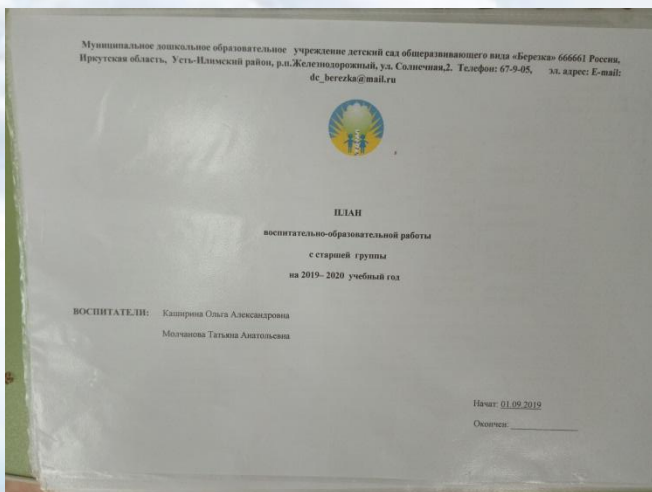 Муниципальное дошкольное образовательное учреждение детский сад общеразвивающего вида «Березка» 666661 Россия,
Иркутская область, Усть-Илимский район, р.п.Железнодорожный, ул. Солнечная,2. Телефон: 67-9-05, эл. адрес: E-mail:
dc_berezka@mail.ru
ПЛАН
воспитательно-образовательной работы
с старшей группы
на 2019– 2020 учебный год
ВОСПИТАТЕЛИ: Каширина Ольга Александровна
Молчанова Татьяна Анатольевна
Начат: 01.09.2019
Окончен: _______________